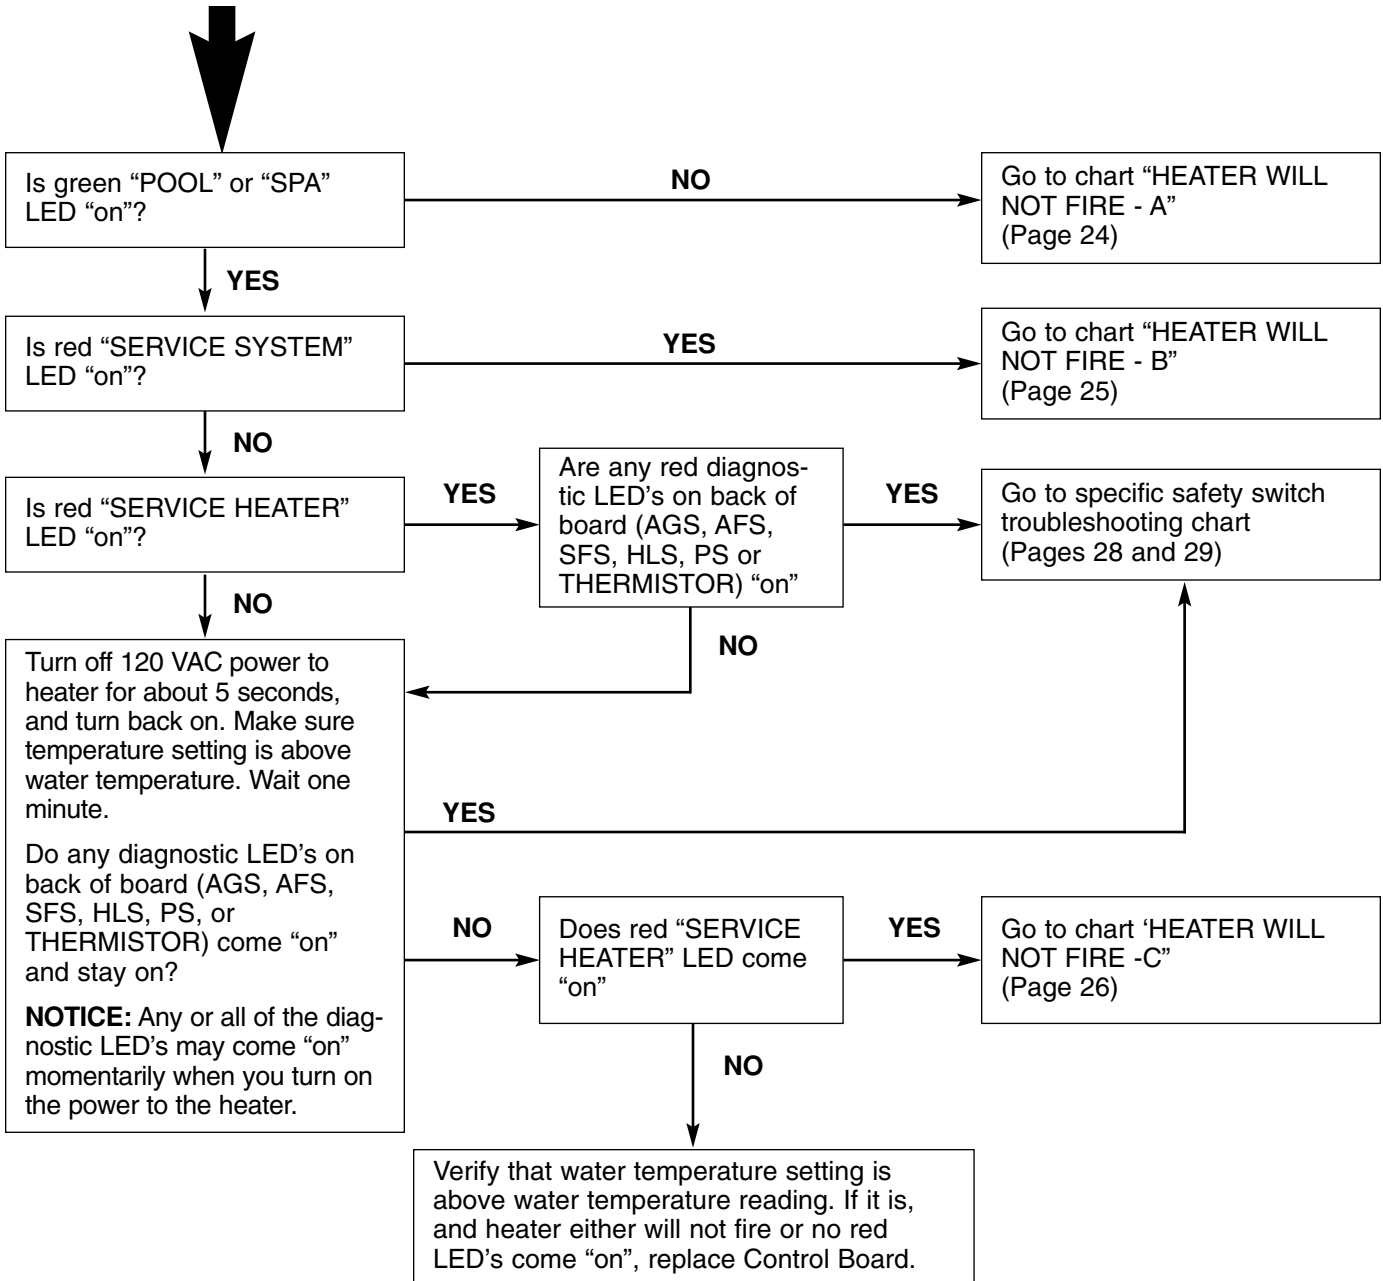 Is green “POOL” or “SPA”
LED “on”?
NO
Go to chart “HEATER WILL
NOT FIRE - A”
(Page 24)
YES
Is red “SERVICE SYSTEM”
LED “on”?
YES
Go to chart “HEATER WILL
NOT FIRE - B”
(Page 25)
NO
Is red “SERVICE HEATER”
LED “on”?
YES
Are any red diagnos-
tic LED’s on back of
board (AGS, AFS,
SFS, HLS, PS or
THERMISTOR) “on”
YES
Go to specific safety switch
troubleshooting chart
(Pages 28 and 29)
NO
NO
Turn off 120 VAC power to
heater for about 5 seconds,
and turn back on. Make sure
temperature setting is above
water temperature. Wait one
minute.
Do any diagnostic LED’s on
back of board (AGS, AFS,
SFS, HLS, PS, or
THERMISTOR) come “on”
and stay on?
NOTICE: Any or all of the diag-
nostic LED’s may come “on”
momentarily when you turn on
the power to the heater.
YES
NO
Does red “SERVICE
HEATER” LED come
“on”
YES
Go to chart ‘HEATER WILL
NOT FIRE -C”
(Page 26)
NO
Verify that water temperature setting is
above water temperature reading. If it is,
and heater either will not fire or no red
LED’s come “on”, replace Control Board.